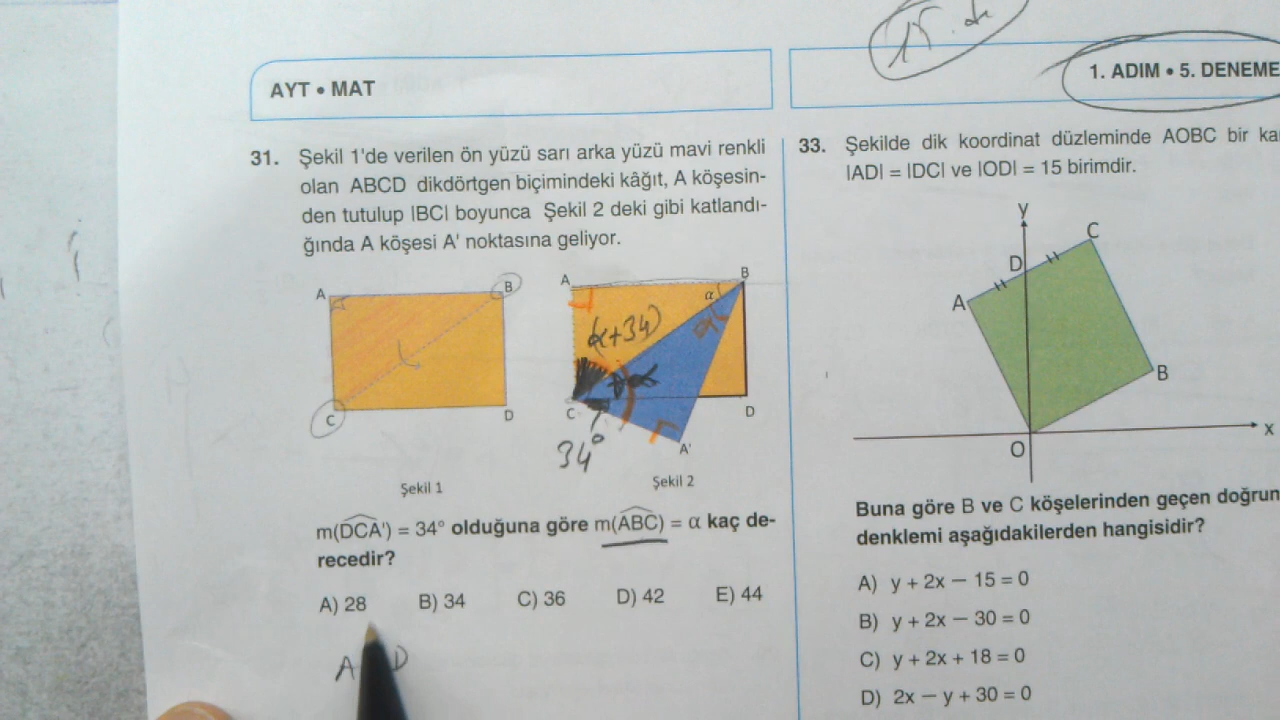 15. dk
AYT • MAT
1. ADIM • 5. DENEME
31. Şekil 1'de verilen ön yüzü sarı arka yüzü mavi renkli
olan ABCD dikdörtgen biçimindeki kâğıt, A köşesin-
den tutulup |BC| boyunca Şekil 2 deki gibi katlandı-
ğında A köşesi A' noktasına geliyor.
A
B
C
D
Şekil 1
A
B
α
α
(α+34)
α
C
D
34°
A'
Şekil 2
m(DCA') = 34° olduğuna göre m(ABC) = α kaç de-
recedir?
A) 28 B) 34 C) 36 D) 42 E) 44
A D
33. Şekilde dik koordinat düzleminde AOBC bir ka
|AD| = |DC| ve |OD| = 15 birimdir.
y
C
D
A
B
O
x
Buna göre B ve C köşelerinden geçen doğrun
denklemi aşağıdakilerden hangisidir?
A) y + 2x – 15 = 0
B) y + 2x – 30 = 0
C) y + 2x + 18 = 0
D) 2x – y + 30 = 0